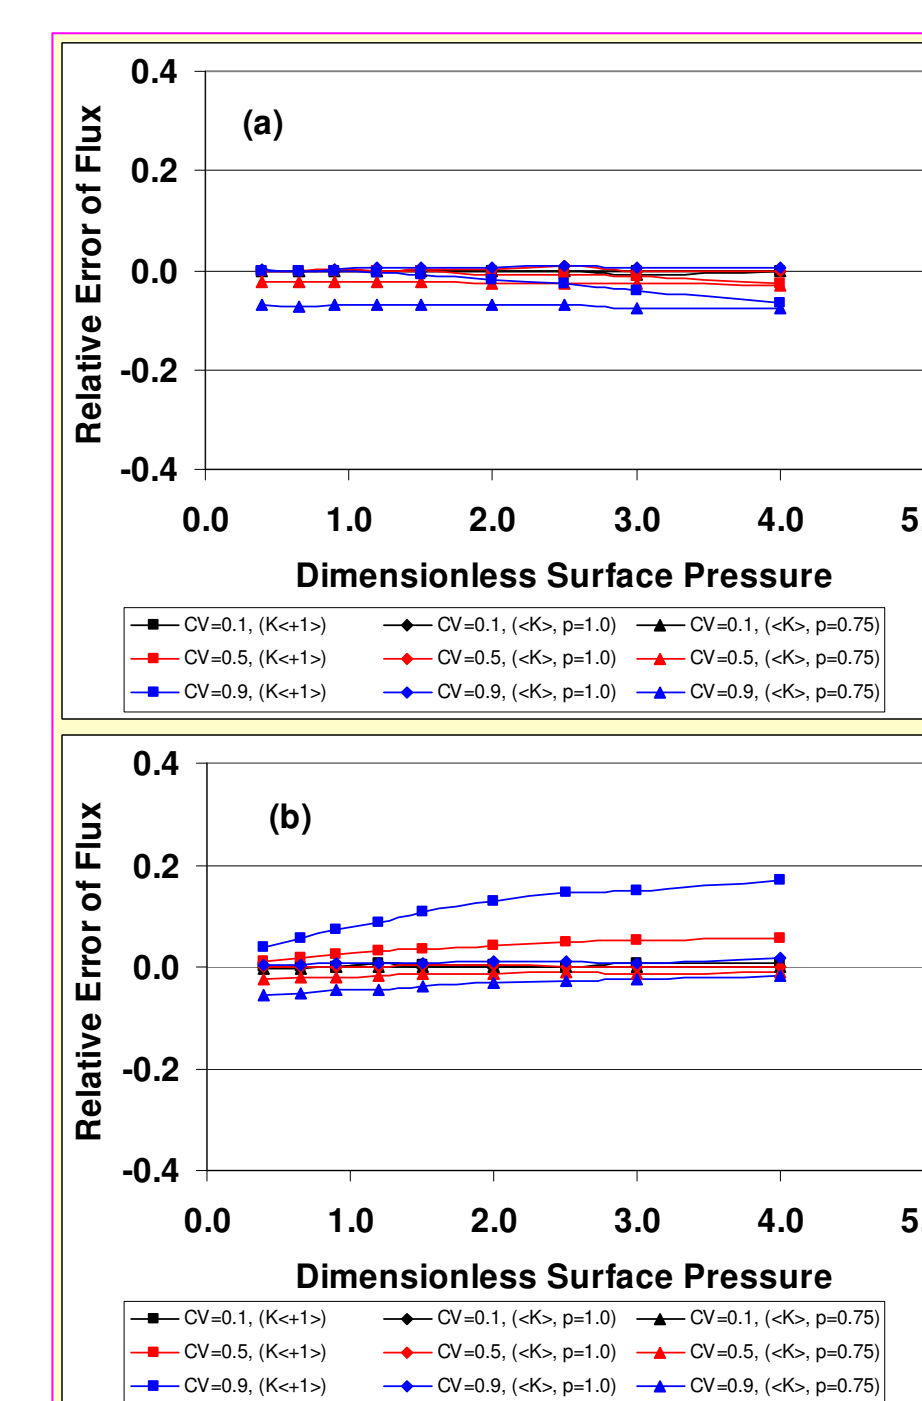 0.4
(a)
0.2
0.0
-0.2
-0.4
Relative Error of Flux
0.0 1.0 2.0 3.0 4.0 5
Dimensionless Surface Pressure
CV=0.1, (K<+1>) CV=0.1, (<K>, p=1.0) CV=0.1, (<K>, p=0.75)
CV=0.5, (K<+1>) CV=0.5, (<K>, p=1.0) CV=0.5, (<K>, p=0.75)
CV=0.9, (K<+1>) CV=0.9, (<K>, p=1.0) CV=0.9, (<K>, p=0.75)
0.4
(b)
0.2
0.0
-0.2
-0.4
Relative Error of Flux
0.0 1.0 2.0 3.0 4.0 5
Dimensionless Surface Pressure
CV=0.1, (K<+1>) CV=0.1, (<K>, p=1.0) CV=0.1, (<K>, p=0.75)
CV=0.5, (K<+1>) CV=0.5, (<K>, p=1.0) CV=0.5, (<K>, p=0.75)
CV=0.9, (K<+1>) CV=0.9, (<K>, p=1.0) CV=0.9, (<K>, p=0.75)